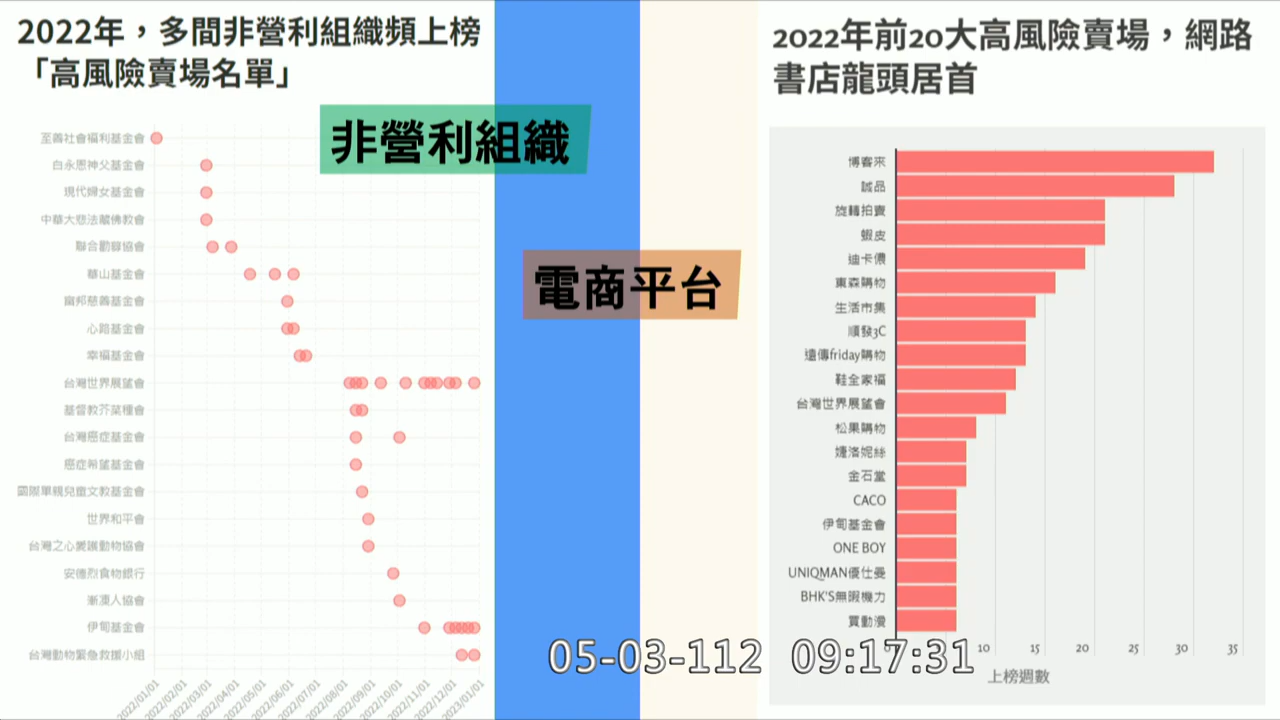 2022年，多間非營利組織頻上榜
「高風險賣場名單」
非營利組織
至善社會福利基金會
白永恩神父基金會
現代婦女基金會
中華大悲法藏佛教會
聯合勸募協會
華山基金會
心路基金會
幸福基金會
台灣世界展望會
基督教芥菜種會
台灣癌症基金會
癌症希望基金會
國際單親兒童文教基金會
世界和平會
台灣之心愛護動物協會
安德烈食物銀行
漸凍人協會
伊甸基金會
台灣動物緊急救援小組
2022/01/01
2022/02/01
2022/03/01
2022/04/01
2022/05/01
2022/06/01
2022/07/01
2022/08/01
2022/09/01
2022/10/01
2022/11/01
2022/12/01
2023/01/01
電商平台
2022年前20大高風險賣場，網路
書店龍頭居首
博客來
誠品
旋轉拍賣
蝦皮
迪卡儂
東森購物
生活市集
順發3C
遠傳friday購物
鞋全家福
台灣世界展望會
松果購物
婕洛妮絲
金石堂
CACO
伊甸基金會
ONE BOY
UNIQMAN優仕曼
BHK'S無瑕機力
買動漫
10 15 20 25 30 35
上榜週數
05-03-112 09:17:31